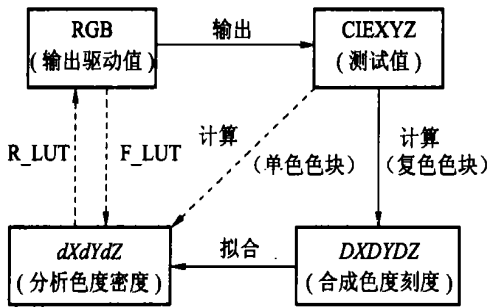 RGB
(输出驱动值)
输出
CIEXYZ
(测试值)
R_LUT
F_LUT
计算
(单色色块)
计算
(复色色块)
dXdYdZ
(分析色度密度)
拟合
DXDYDZ
(合成色度刻度)